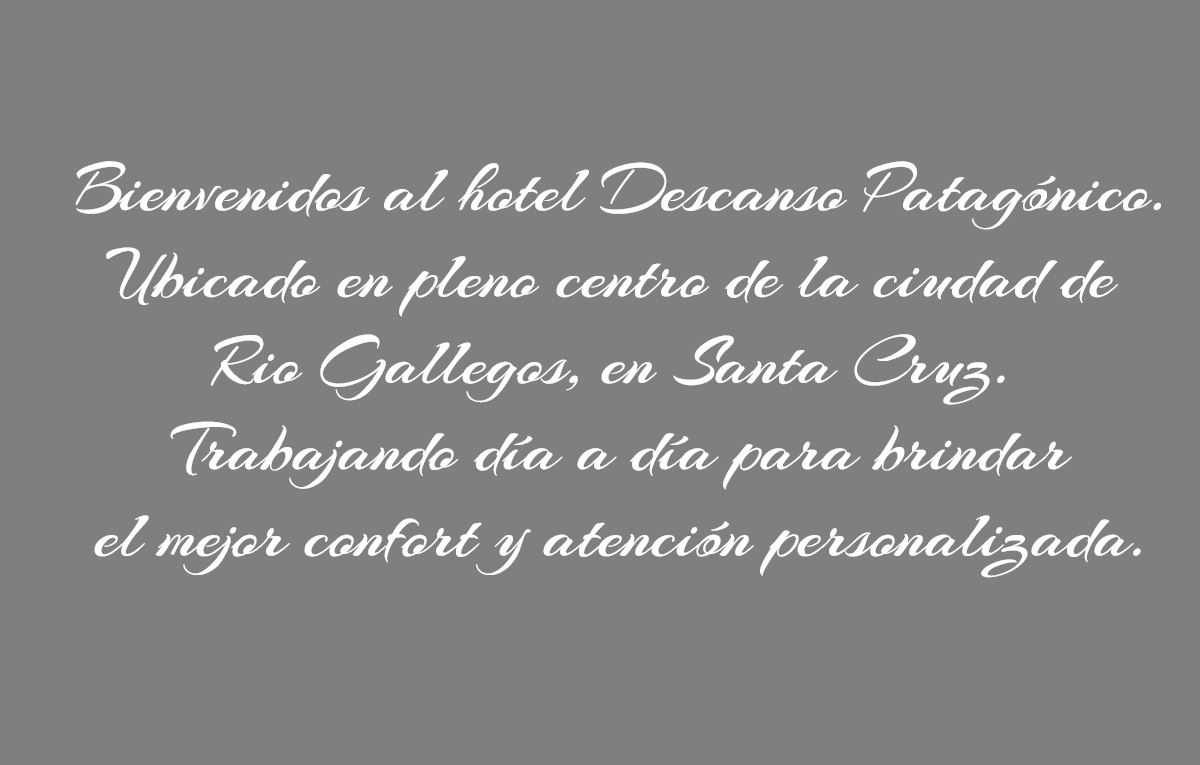 Bienvenidos al hotel Descanso Patagónico.
Ubicado en pleno centro de la ciudad de
Rio Gallegos, en Santa Cruz.
Trabajando día a día para brindar
el mejor confort y atención personalizada.